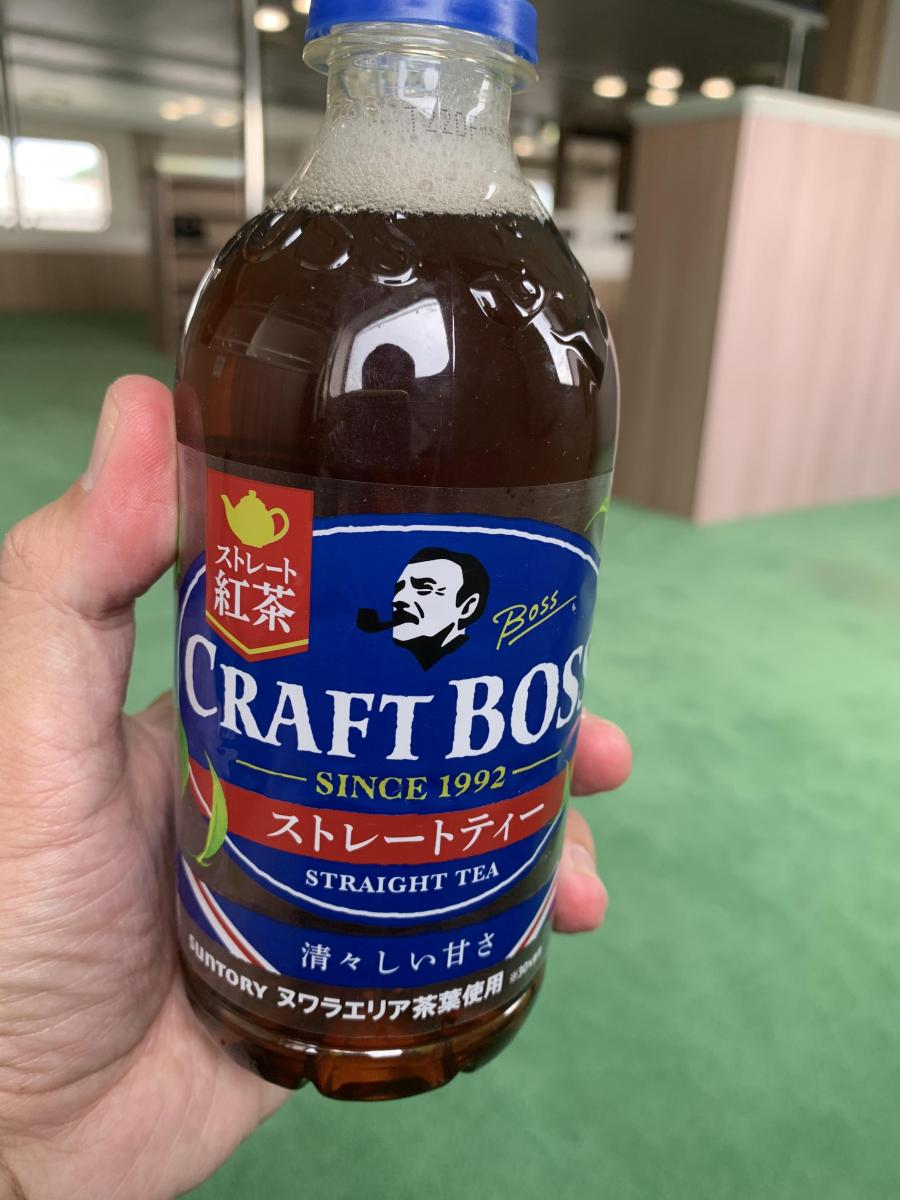 ストレート
紅茶
Boss
CRAFT BOSS
SINCE 1992
ストレートティー
STRAIGHT TEA
清々しい甘さ
SUNTORY ヌワラエリア茶葉使用